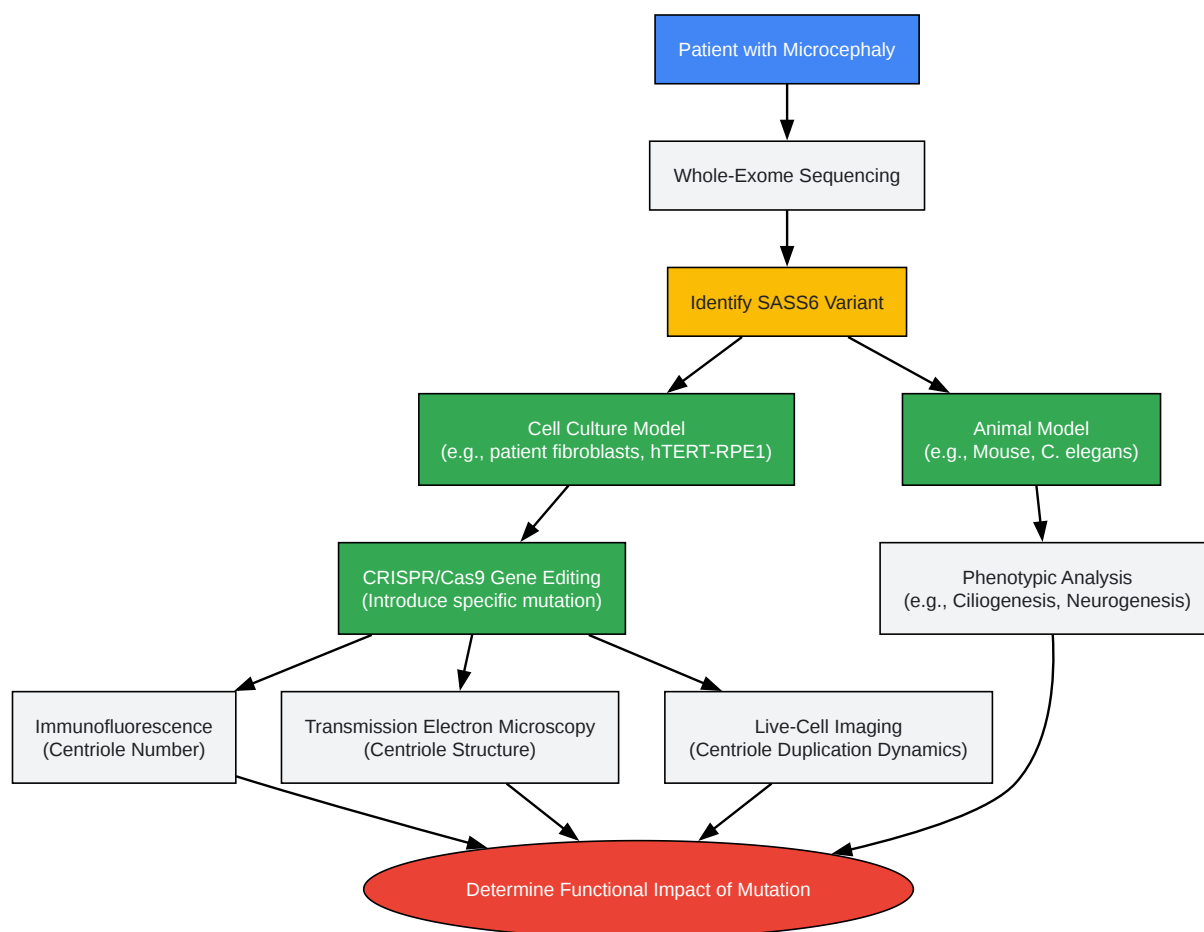 Patient with Microcephaly
Whole-Exome Sequencing
Identify SASS6 Variant
Cell Culture Model
(e.g., patient fibroblasts, hTERT-RPE1)
Animal Model
(e.g., Mouse, C. elegans)
CRISPR/Cas9 Gene Editing
(Introduce specific mutation)
Phenotypic Analysis
(e.g., Ciliogenesis, Neurogenesis)
Immunofluorescence
(Centriole Number)
Transmission Electron Microscopy
(Centriole Structure)
Live-Cell Imaging
(Centriole Duplication Dynamics)
Determine Functional Impact of Mutation